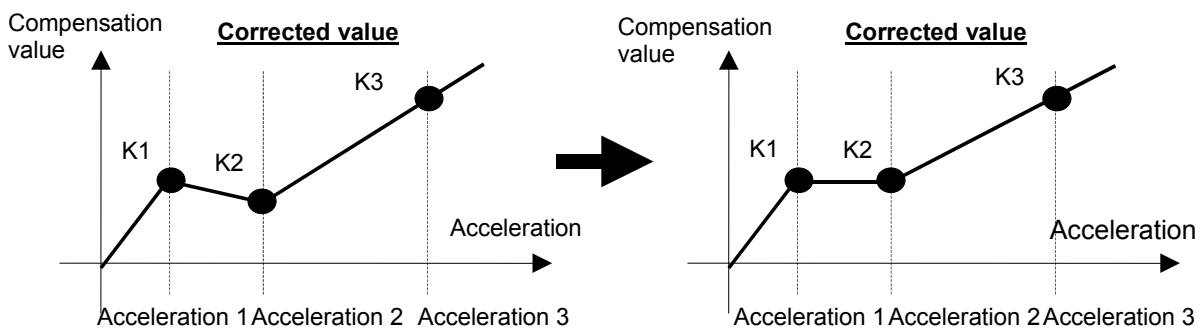 Compensation
value
Corrected value
K3
K1
K2
Acceleration
Acceleration 1 Acceleration 2 Acceleration 3
Compensation
value
Corrected value
K3
K1
K2
Acceleration
Acceleration 1 Acceleration 2 Acceleration 3